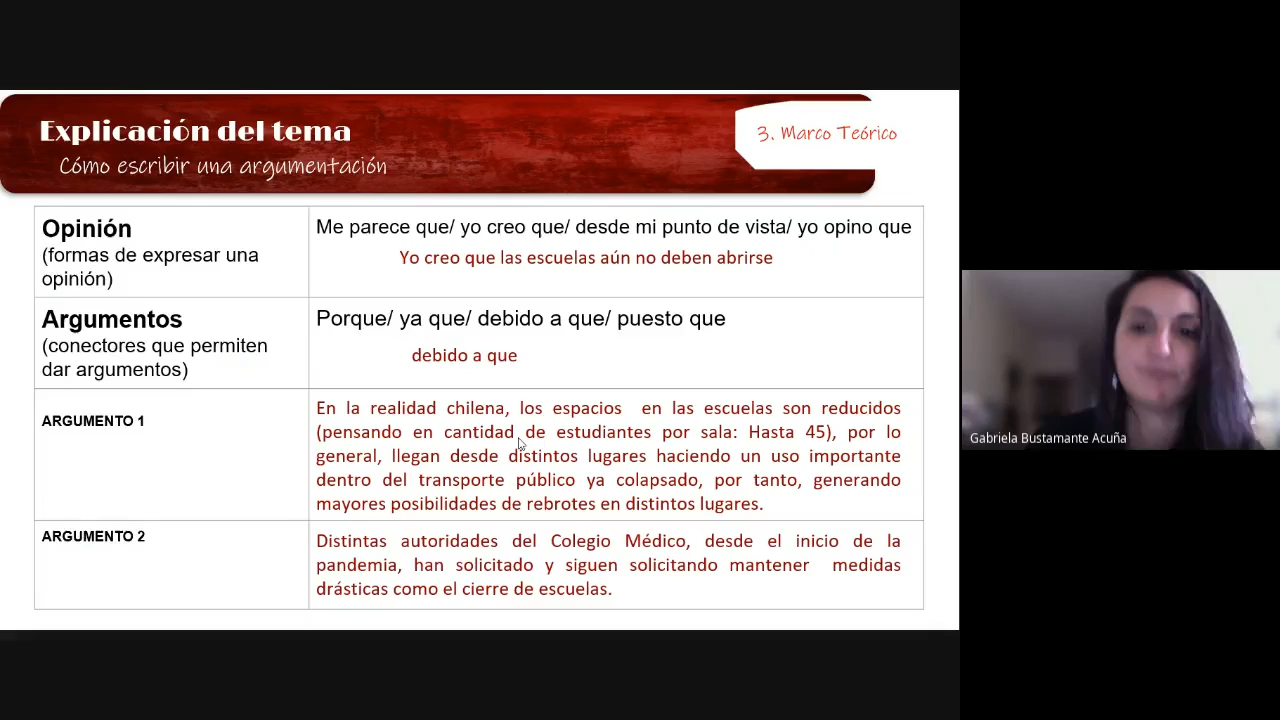 Explicación del tema
Cómo escribir una argumentación
3. Marco Teórico
Opinión
(formas de expresar una
opinión)
Me parece que/ yo creo que/ desde mi punto de vista/ yo opino que
Yo creo que las escuelas aún no deben abrirse
Argumentos
(conectores que permiten
dar argumentos)
Porque/ ya que/ debido a que/ puesto que
debido a que
ARGUMENTO 1
En la realidad chilena, los espacios en las escuelas son reducidos
(pensando en cantidad de estudiantes por sala: Hasta 45), por lo
general, llegan desde distintos lugares haciendo un uso importante
dentro del transporte público ya colapsado, por tanto, generando
mayores posibilidades de rebrotes en distintos lugares.
ARGUMENTO 2
Distintas autoridades del Colegio Médico, desde el inicio de la
pandemia, han solicitado y siguen solicitando mantener medidas
drásticas como el cierre de escuelas.
Gabriela Bustamante Acuña